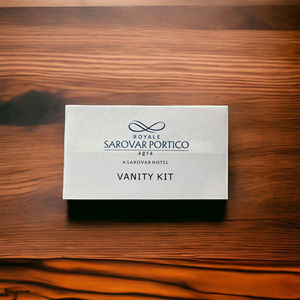 ROYALE
SAROVAR PORTICO
agra
A SAROVAR HOTEL
VANITY KIT